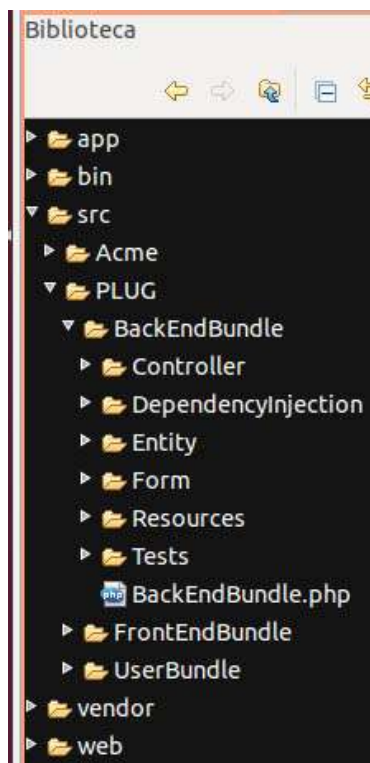 Biblioteca
app
bin
src
Acme
PLUG
BackEndBundle
Controller
DependencyInjection
Entity
Form
Resources
Tests
php BackEndBundle.php
FrontEndBundle
UserBundle
vendor
web